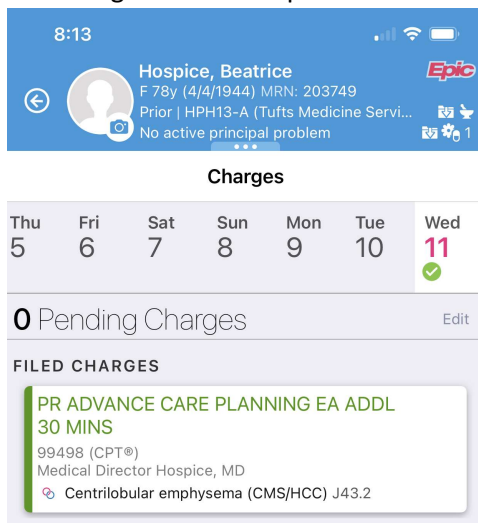 8:13
Hospice, Beatrice
Epic
F 78y (4/4/1944) MRN: 203749
Prior | HPH13-A (Tufts Medicine Servi...
No active principal problem
1
Charges
Thu Fri Sat Sun Mon Tue Wed
5 6 7 8 9 10 11
0 Pending Charges Edit
FILED CHARGES
PR ADVANCE CARE PLANNING EA ADDL
30 MINS
99498 (CPT®)
Medical Director Hospice, MD
Centrilobular emphysema (CMS/HCC) J43.2